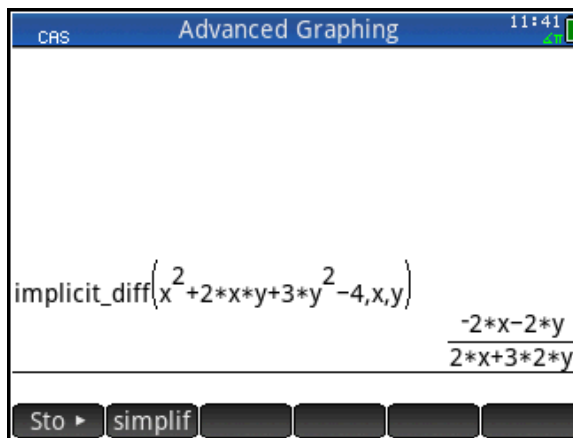 CAS Advanced Graphing 11:41
∡π
implicit_diff(x²+2*x*y+3*y²-4,x,y)
-2*x-2*y
2*x+3*2*y
Sto ▸ simplif